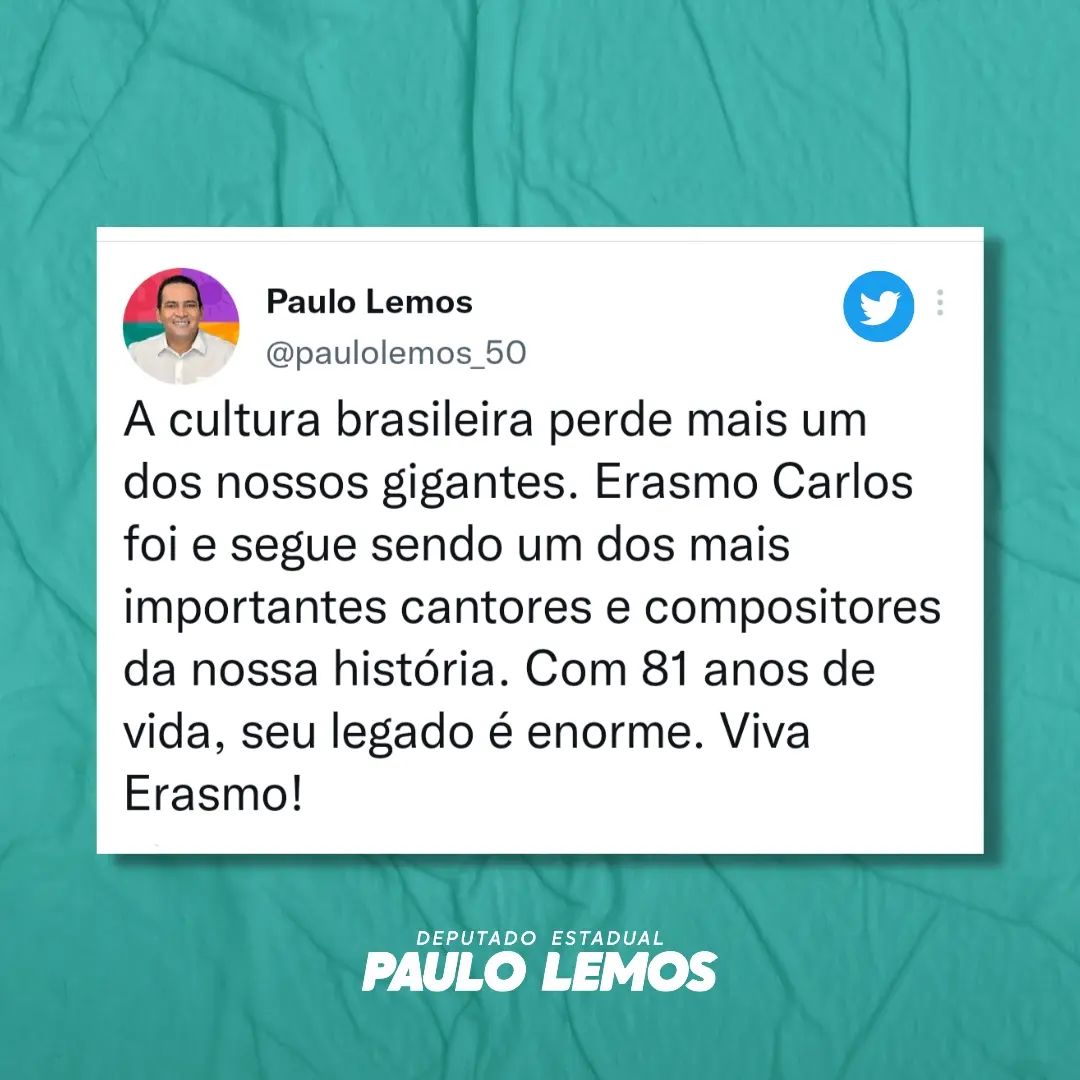 Paulo Lemos
@paulolemos_50
A cultura brasileira perde mais um
dos nossos gigantes. Erasmo Carlos
foi e segue sendo um dos mais
importantes cantores e compositores
da nossa história. Com 81 anos de
vida, seu legado é enorme. Viva
Erasmo!
DEPUTADO ESTADUAL
PAULO LEMOS